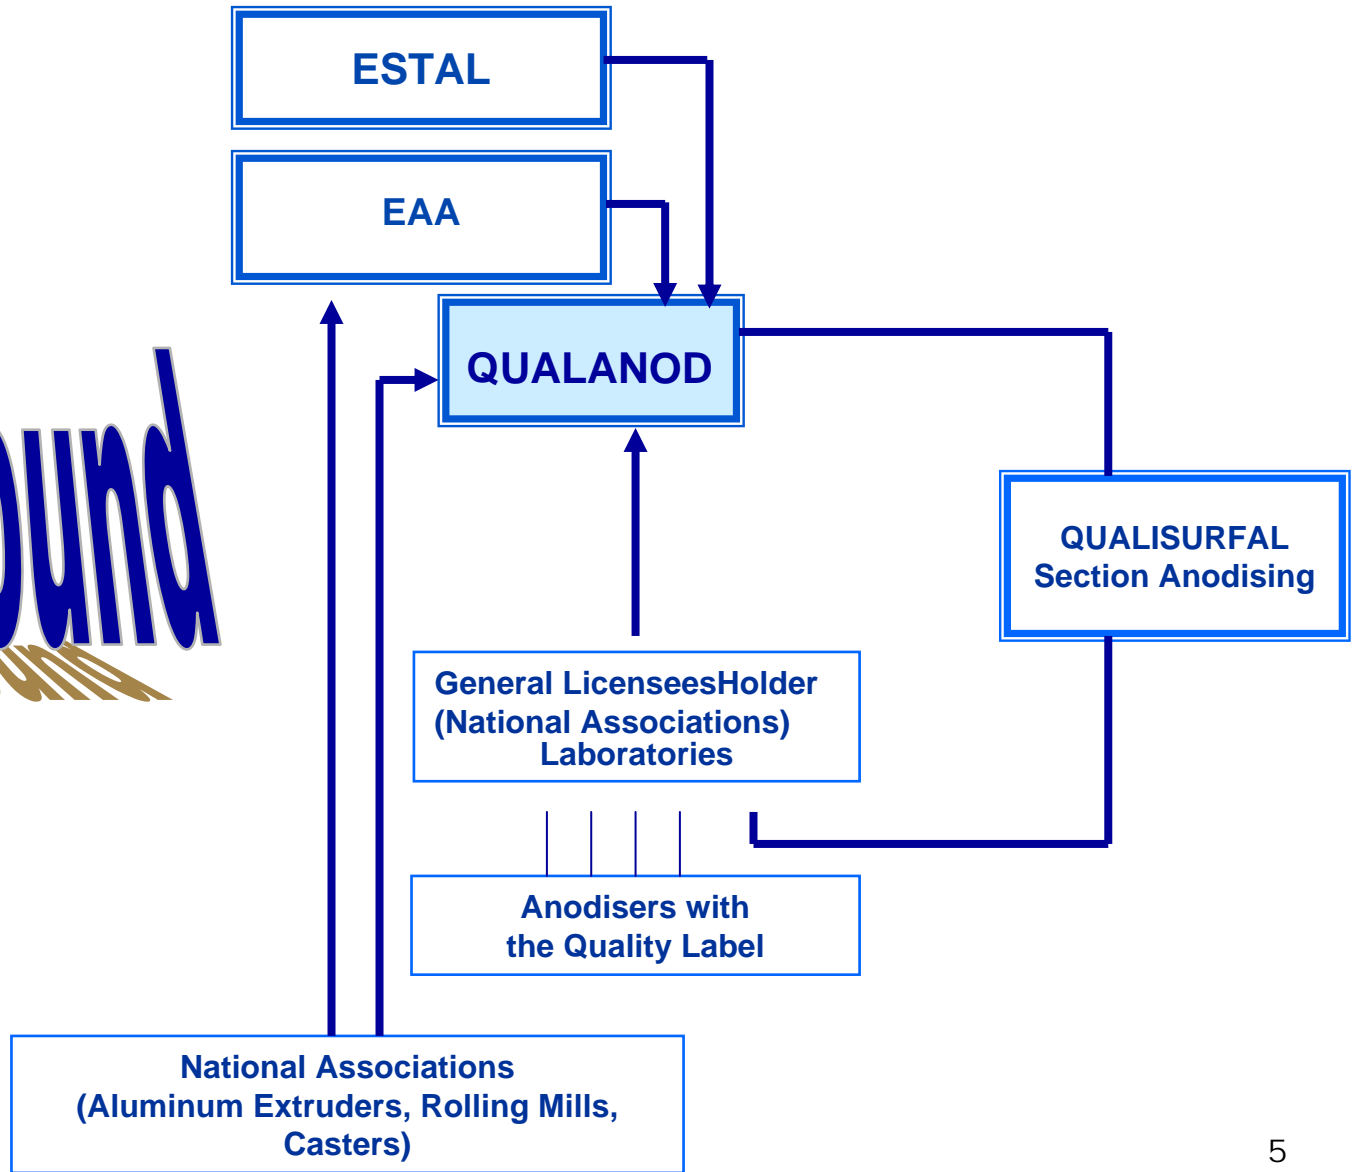 ESTAL
EAA
QUALANOD
ound
QUALISURFAL
Section Anodising
General LicenseesHolder
(National Associations)
Laboratories
Anodisers with
the Quality Label
National Associations
(Aluminum Extruders, Rolling Mills,
Casters)
5